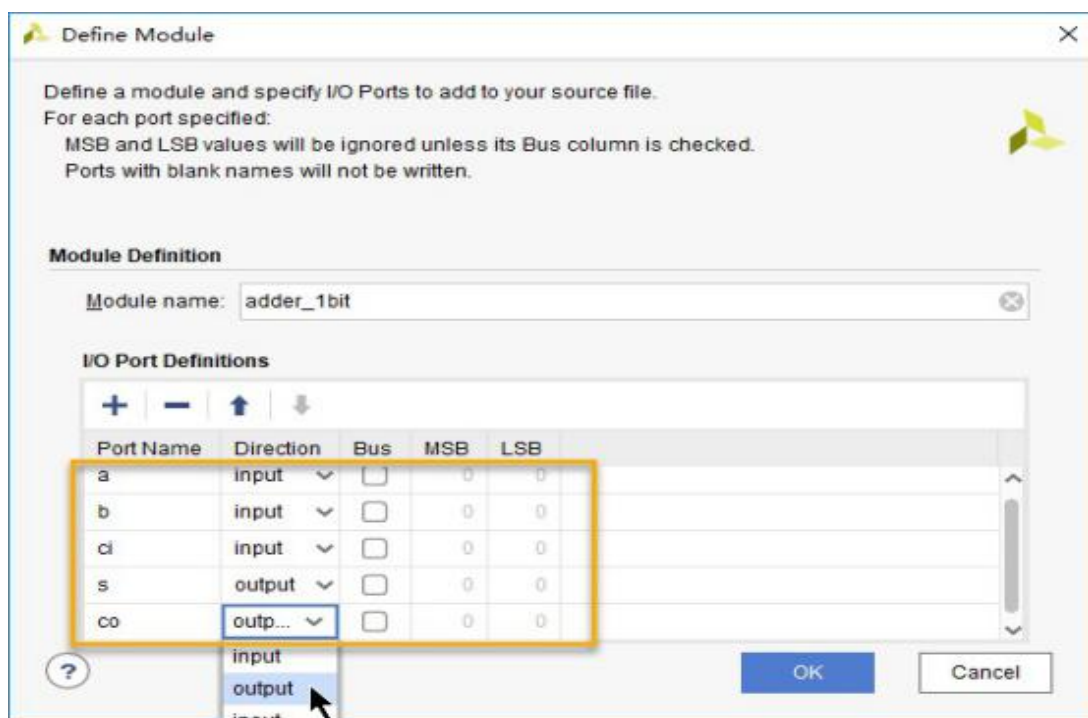 Define Module
Define a module and specify I/O Ports to add to your source file.
For each port specified:
MSB and LSB values will be ignored unless its Bus column is checked.
Ports with blank names will not be written.
Module Definition
Module name: adder_1bit
I/O Port Definitions
Port Name Direction Bus MSB LSB
a input 0 0
b input 0 0
ci input 0 0
s output 0 0
co outp... 0 0
input
output
? OK Cancel